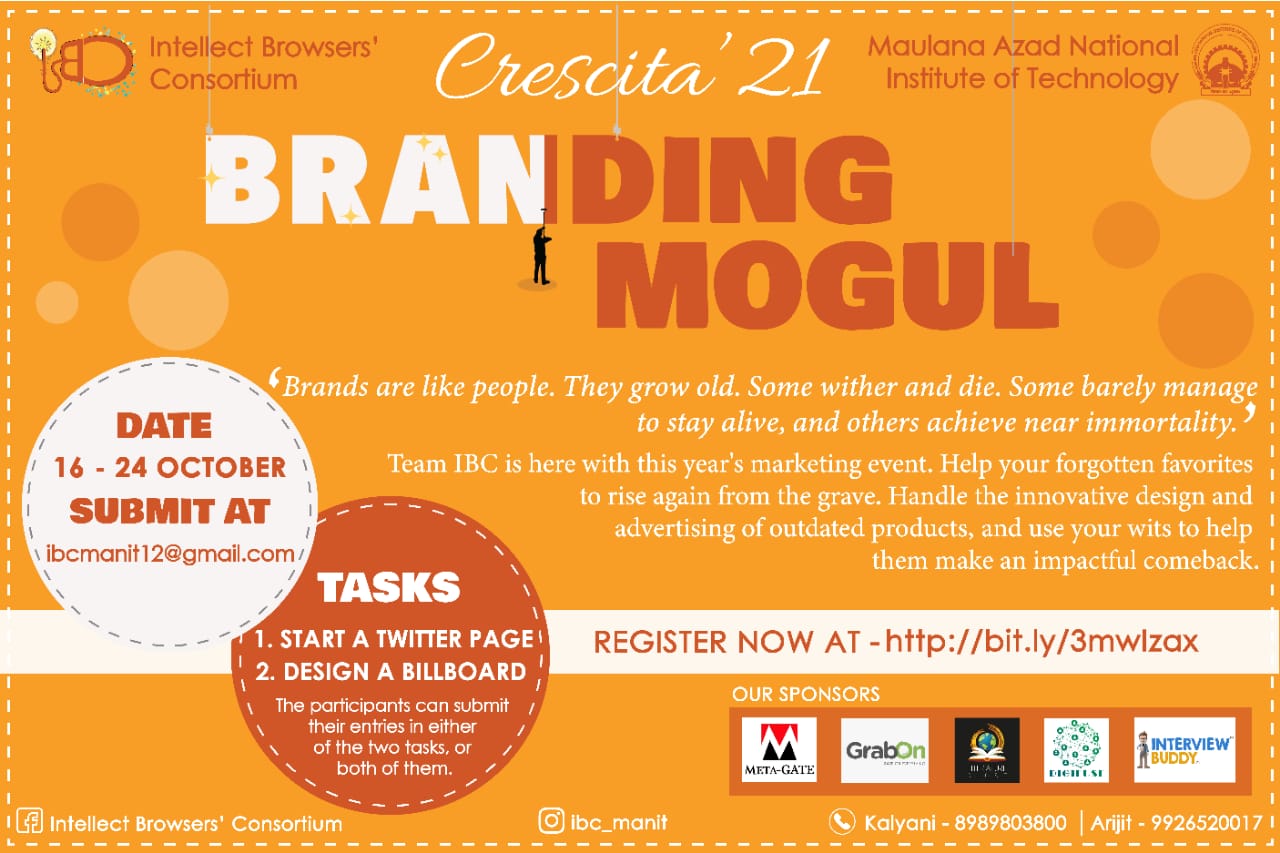 Intellect Browsers'
Consortium
Crescita'21
Maulana Azad National
Institute of Technology
BRANDING
MOGUL
‘Brands are like people. They grow old. Some wither and die. Some barely manage
to stay alive, and others achieve near immortality.’
Team IBC is here with this year's marketing event. Help your forgotten favorites
to rise again from the grave. Handle the innovative design and
advertising of outdated products, and use your wits to help
them make an impactful comeback.
DATE
16 - 24 OCTOBER
SUBMIT AT
ibcmanit12@gmail.com
TASKS
1. START A TWITTER PAGE
2. DESIGN A BILLBOARD
The participants can submit
their entries in either
of the two tasks, or
both of them.
REGISTER NOW AT -http://bit.ly/3mwlzax
OUR SPONSORS
META-GATE
GrabOn
INTERVIEW
BUDDY
Intellect Browsers' Consortium
ibc_manit
Kalyani - 8989803800 | Arijit - 9926520017